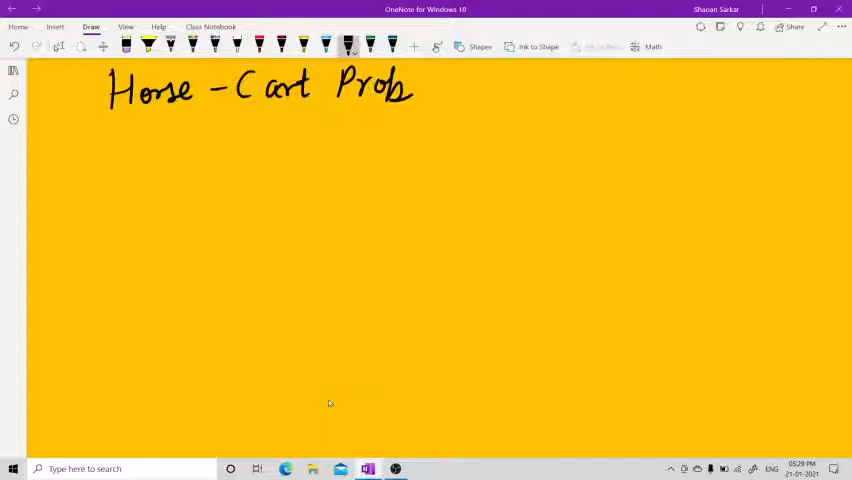 OneNote for Windows 10
Shaoan Sarkar
Home Insert Draw View Help Class Notebook
Share
Shapes Ink to Shape Math
Horse - Cart Prob
Type here to search
ENG
05:29 PM
21-01-2021